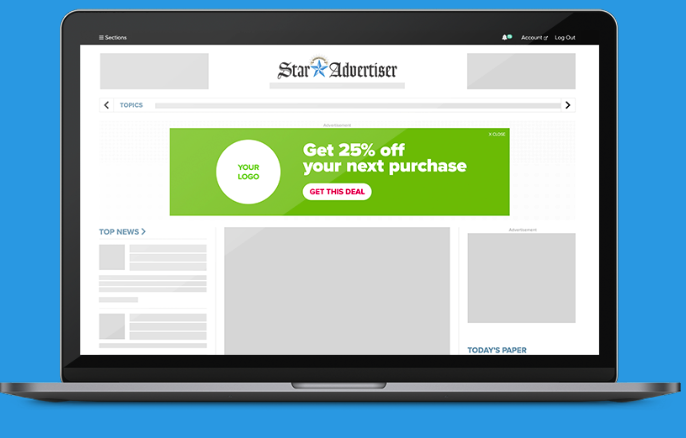 Sections
Account
Log Out
Star Advertiser
TOPICS
Advertisement
X CLOSE
YOUR
LOGO
Get 25% off
your next purchase
GET THIS DEAL
TOP NEWS
Advertisement
TODAY'S PAPER